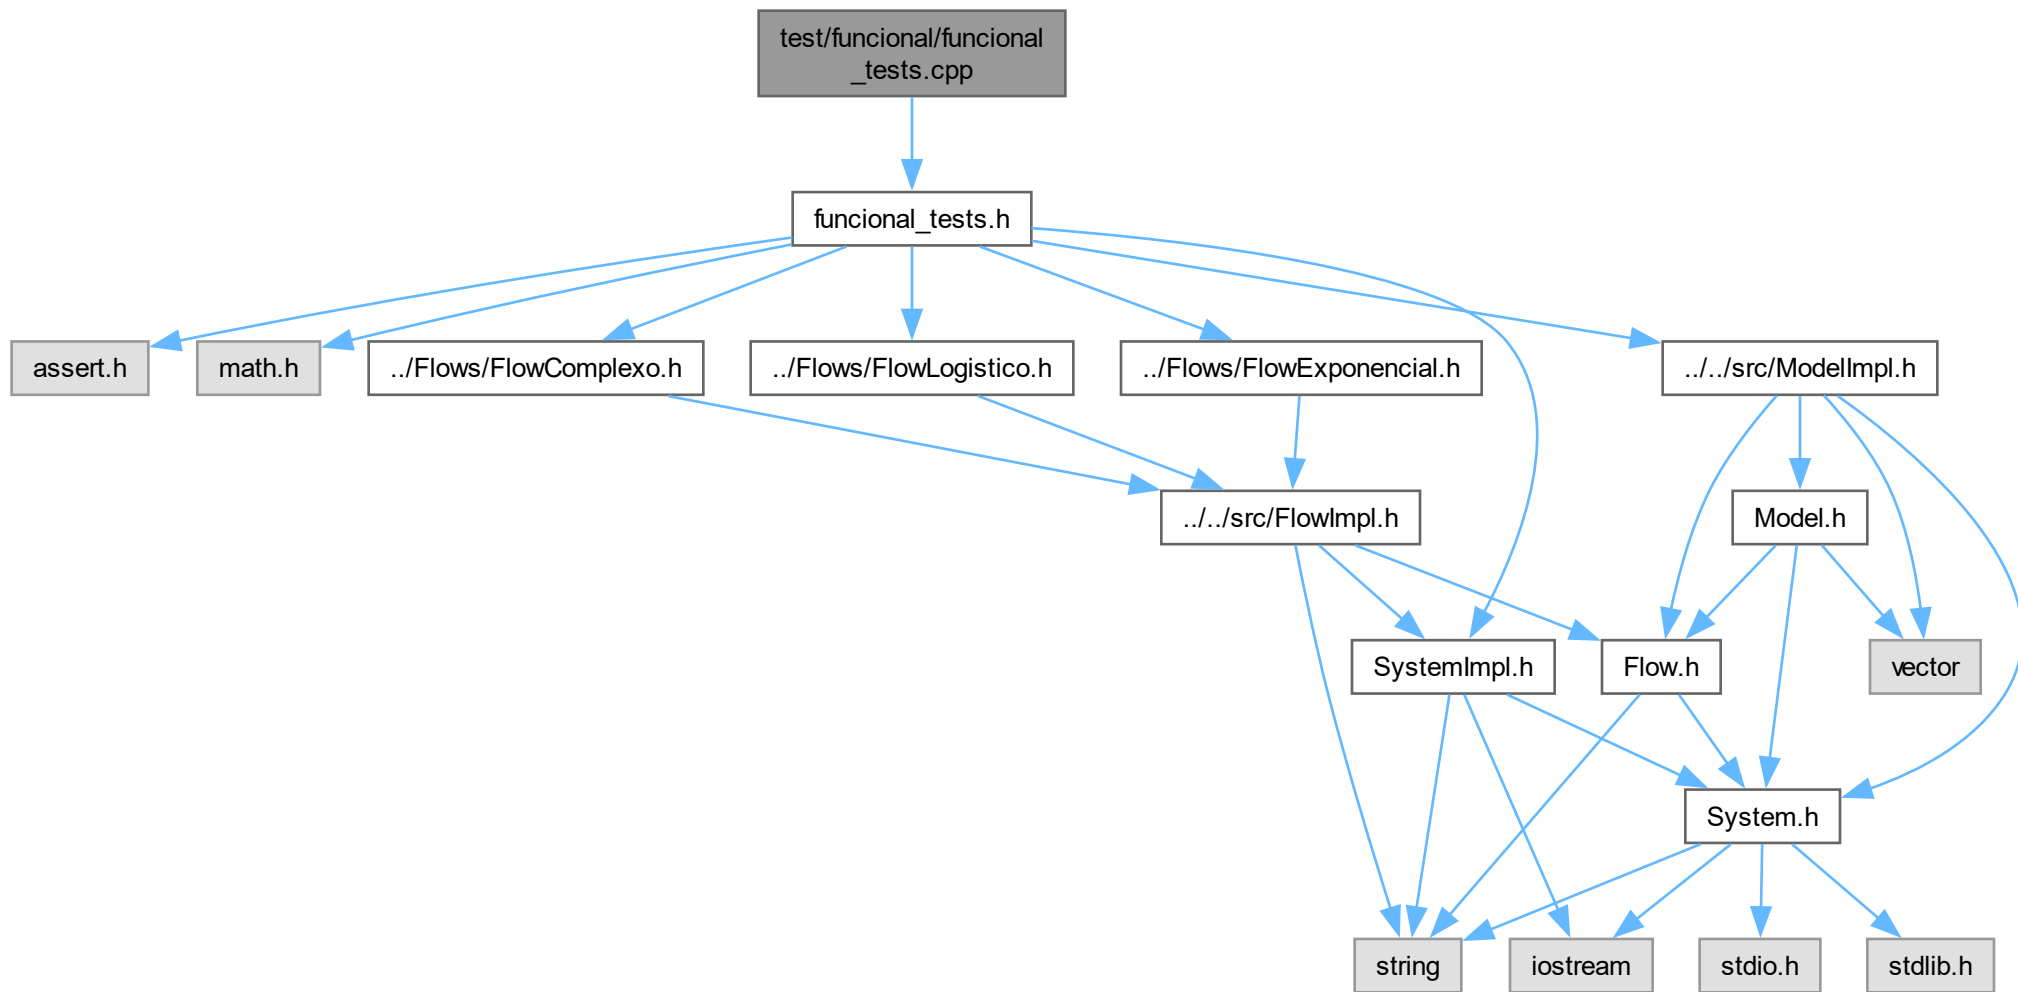 test/funcional/funcional
_tests.cpp
funcional_tests.h
assert.h
math.h
../Flows/FlowComplexo.h
../Flows/FlowLogistico.h
../Flows/FlowExponencial.h
../../src/ModelImpl.h
../../src/FlowImpl.h
Model.h
SystemImpl.h
Flow.h
vector
System.h
string
iostream
stdio.h
stdlib.h